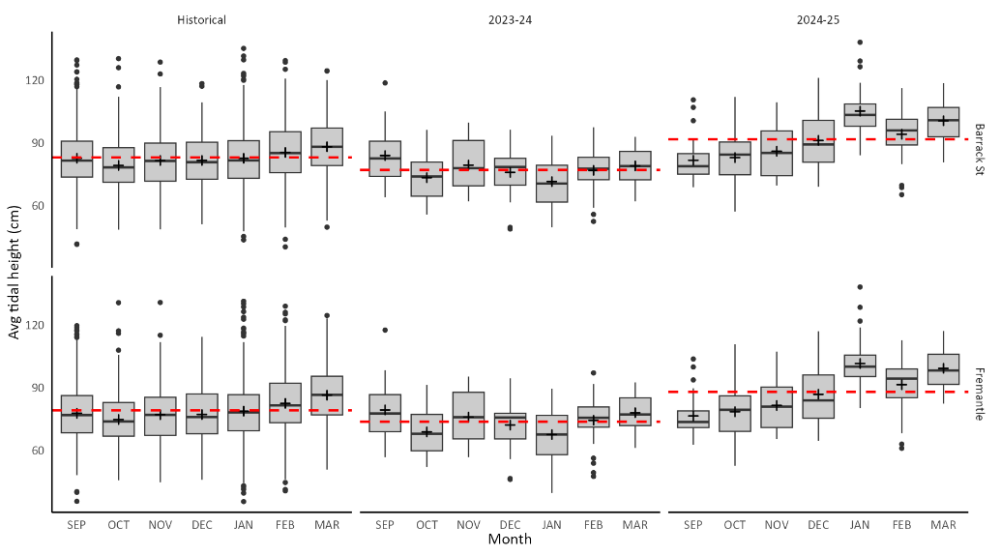 Historical 2023-24 2024-25
120
90
60
Barrack St
Avg tidal height (cm)
120
90
60
Fremantle
SEP OCT NOV DEC JAN FEB MAR SEP OCT NOV DEC JAN FEB MAR SEP OCT NOV DEC JAN FEB MAR
Month